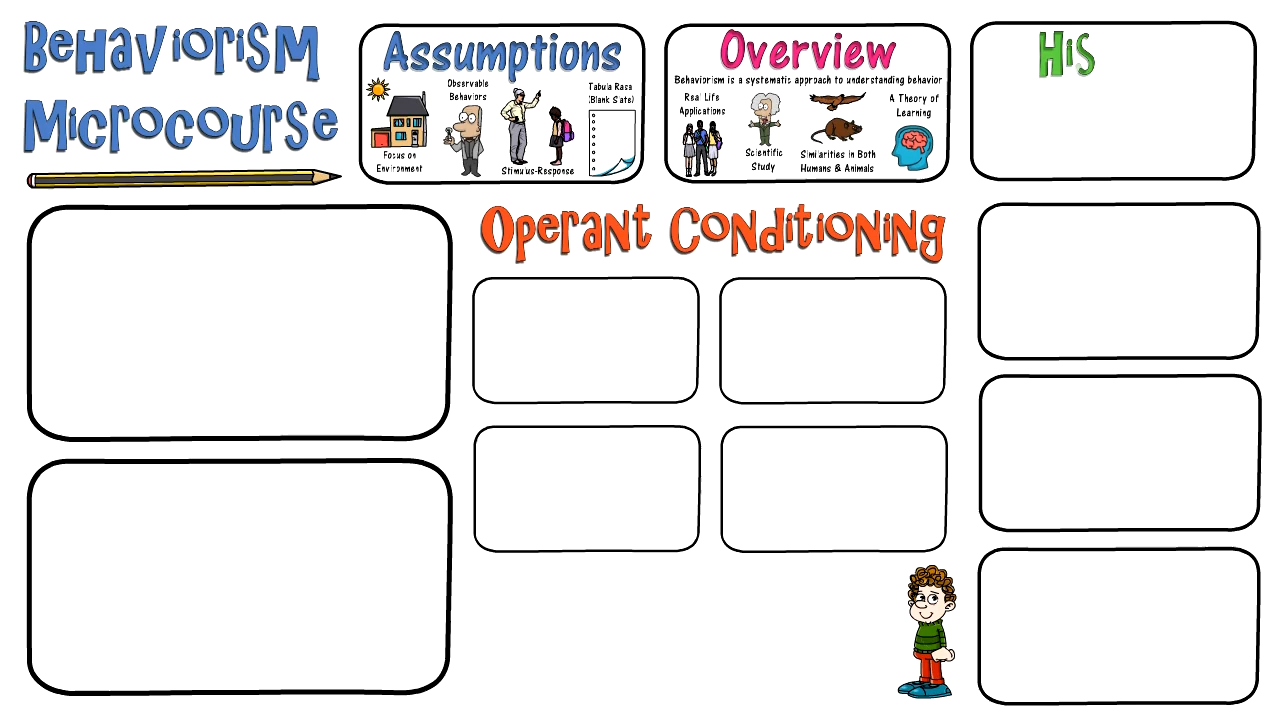 Behaviorism
Microcourse
Assumptions
Observable
Behaviors
Tabula Rasa
(Blank Slate)
Focus on
Environment
Stimulus-Response
Overview
Behaviorism is a systematic approach to understanding behavior
Real Life
Applications
A Theory of
Learning
Scientific
Study
Similarities in Both
Humans & Animals
His
Operant Conditioning